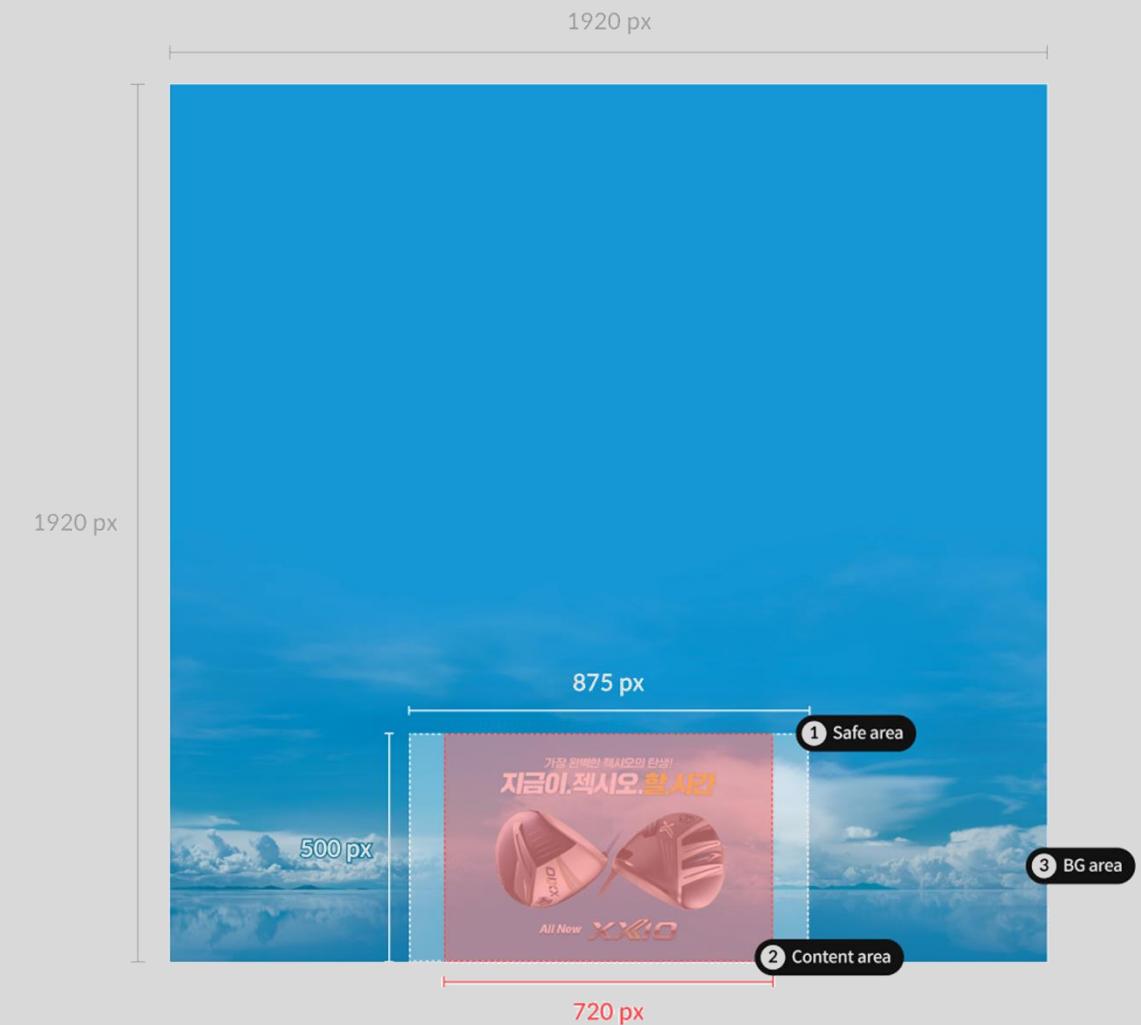 1920 px
1920 px
875 px
1 Safe area
가장 완벽한 젝시오의 탄생!
지금이.젝시오.할.시간
500 px
XXIO
3 BG area
All New XXIO
2 Content area
720 px